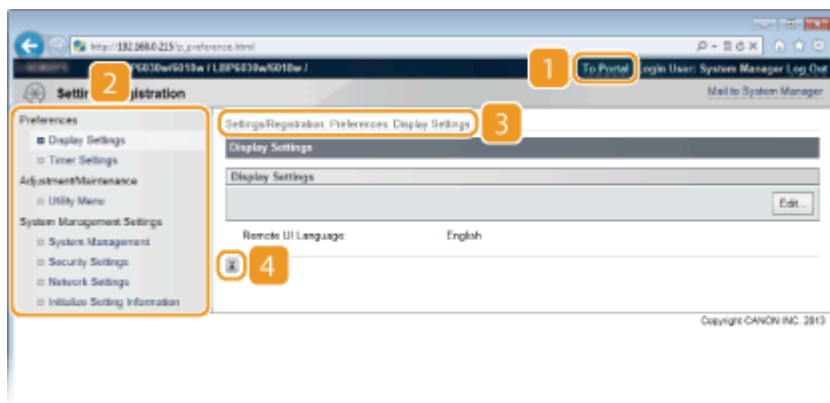 http://192.168.0.215/p_preference.html
P6030w/6018w / LBP6030w/6018w /
1
To Portal Login User: System Manager Log Out
2
Mail to System Manager
Preferences
Display Settings
Timer Settings
Adjustment/Maintenance
Utility Menu
System Management Settings
System Management
Security Settings
Network Settings
Initialize Setting Information
Settings/Registration: Preferences: Display Settings
3
Display Settings
Display Settings
Edit...
Remote UI Language: English
4
Copyright CANON INC. 2013